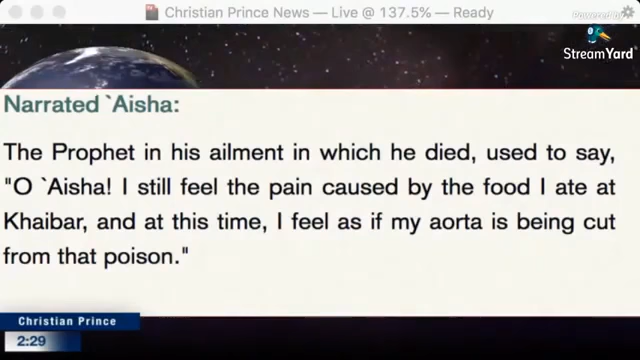 Christian Prince News — Live @ 137.5% — Ready
Powered by
StreamYard
Narrated `Aisha:
The Prophet in his ailment in which he died, used to say,
"O `Aisha! I still feel the pain caused by the food I ate at
Khaibar, and at this time, I feel as if my aorta is being cut
from that poison."
Christian Prince
2:29